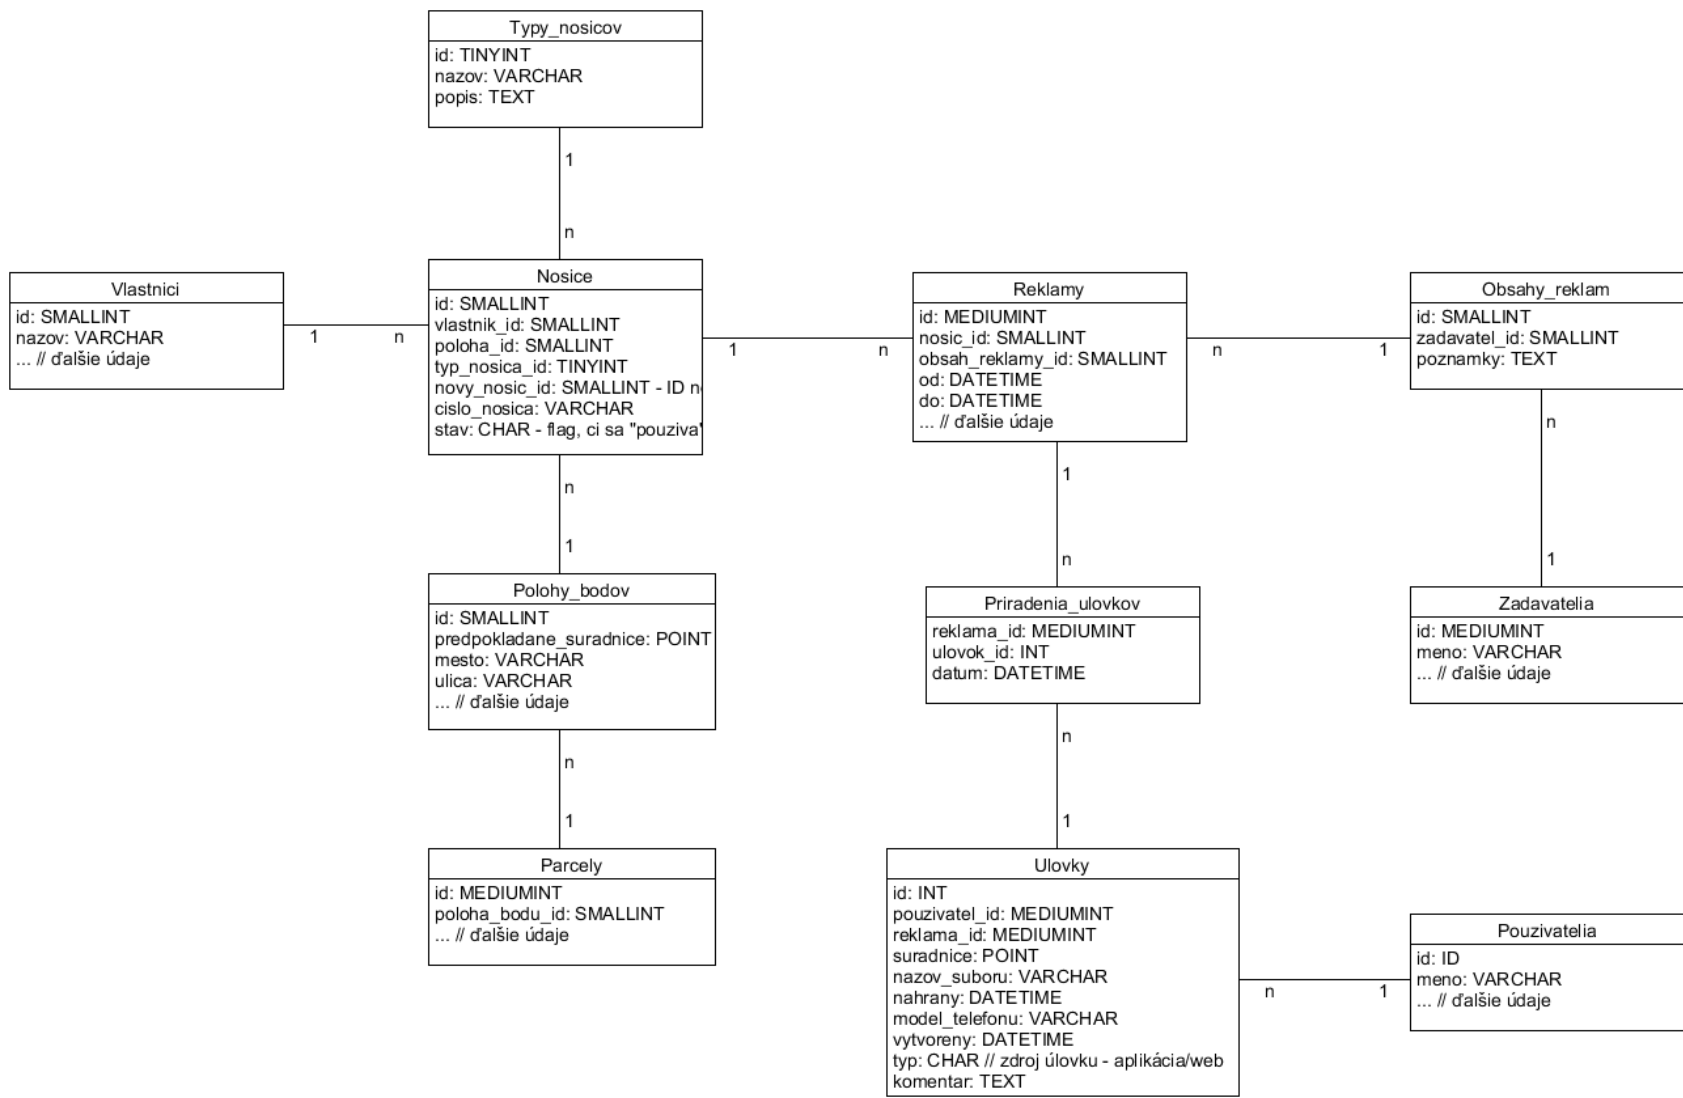 Typy_nosicov
id: TINYINT
nazov: VARCHAR
popis: TEXT
1
n
Vlastnici
id: SMALLINT
nazov: VARCHAR
... // ďalšie údaje
1
n
Nosice
id: SMALLINT
vlastnik_id: SMALLINT
poloha_id: SMALLINT
typ_nosica_id: TINYINT
novy_nosic_id: SMALLINT - ID
cislo_nosica: VARCHAR
stav: CHAR - flag, ci sa "pouziva"
1
n
Reklamy
id: MEDIUMINT
nosic_id: SMALLINT
obsah_reklamy_id: SMALLINT
od: DATETIME
do: DATETIME
... // ďalšie údaje
n
1
Obsahy_reklam
id: SMALLINT
zadavatel_id: SMALLINT
poznamky: TEXT
n
1
1
n
n
1
Polohy_bodov
id: SMALLINT
predpokladane_suradnice: POINT
mesto: VARCHAR
ulica: VARCHAR
... // ďalšie údaje
Priradenia_ulovkov
reklama_id: MEDIUMINT
ulovok_id: INT
datum: DATETIME
Zadavatelia
id: MEDIUMINT
meno: VARCHAR
... // ďalšie údaje
n
1
n
1
Parcely
id: MEDIUMINT
poloha_bodu_id: SMALLINT
... // ďalšie údaje
Ulovky
id: INT
pouzivatel_id: MEDIUMINT
reklama_id: MEDIUMINT
suradnice: POINT
nazov_suboru: VARCHAR
nahrany: DATETIME
model_telefonu: VARCHAR
vytvoreny: DATETIME
typ: CHAR // zdroj úlovku - aplikácia/web
komentar: TEXT
n
1
Pouzivatelia
id: ID
meno: VARCHAR
... // ďalšie údaje